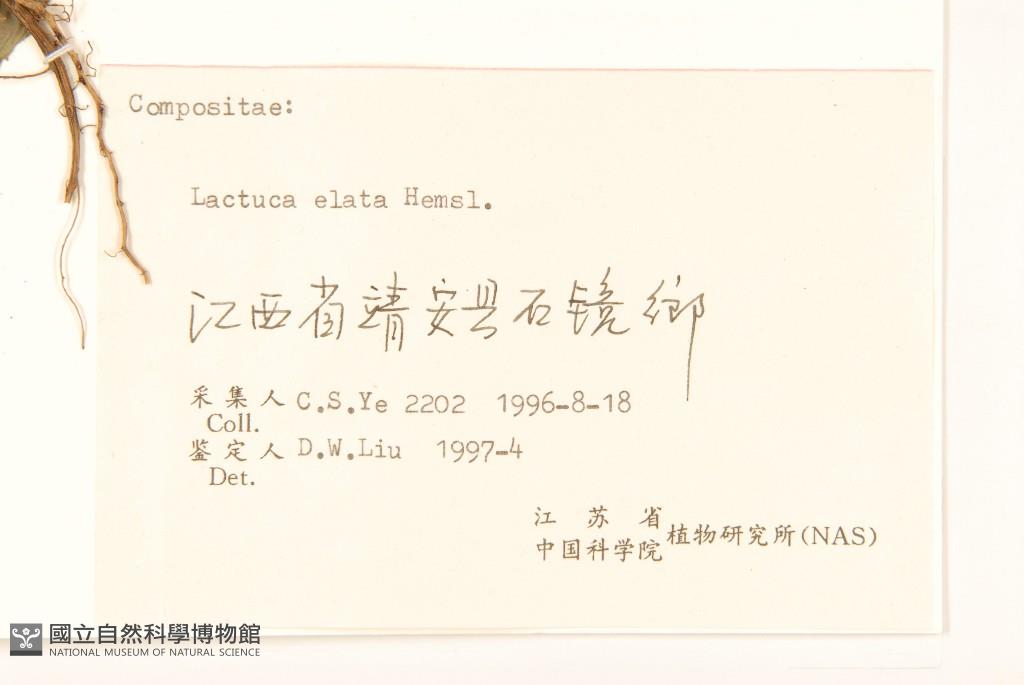 Compositae:
Lactuca elata Hemsl.
江西省靖安县石镜鄉
采集人 C.S.Ye 2202 1996-8-18
Coll.
鉴定人 D.W.Liu 1997-4
Det.
江苏省
中国科学院 植物研究所(NAS)
國立自然科學博物館
NATIONAL MUSEUM OF NATURAL SCIENCE